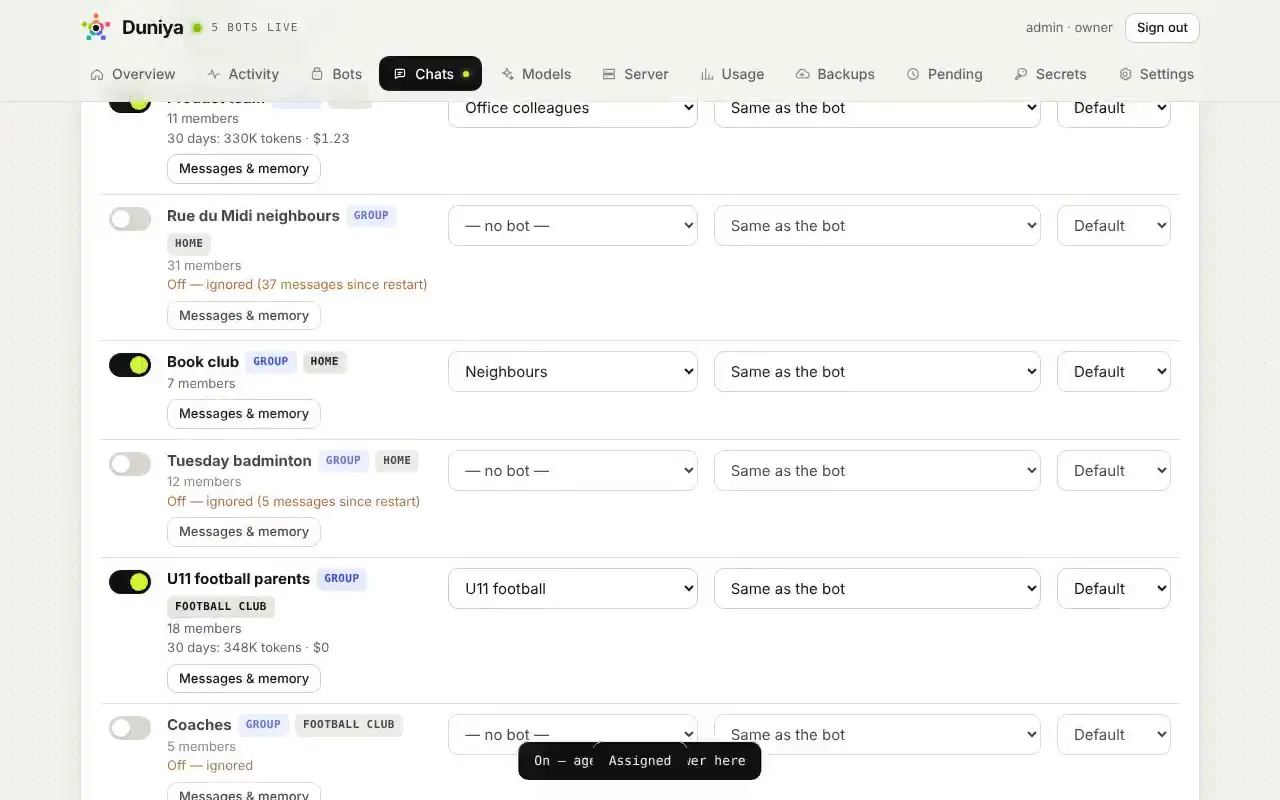 Duniya 5 BOTS LIVE admin · owner Sign out
Overview Activity Bots Chats Models Server Usage Backups Pending Secrets Settings
Office colleagues Same as the bot Default
11 members
30 days: 330K tokens · $1.23
Messages & memory
Rue du Midi neighbours GROUP — no bot — Same as the bot Default
HOME
31 members
Off — ignored (37 messages since restart)
Messages & memory
Book club GROUP HOME Neighbours Same as the bot Default
7 members
Messages & memory
Tuesday badminton GROUP HOME — no bot — Same as the bot Default
12 members
Off — ignored (5 messages since restart)
Messages & memory
U11 football parents GROUP U11 football Same as the bot Default
FOOTBALL CLUB
18 members
30 days: 348K tokens · $0
Messages & memory
Coaches GROUP FOOTBALL CLUB — no bot — Same as the bot Default
5 members
On — Assigned here
Off — ignored
Messages & memory